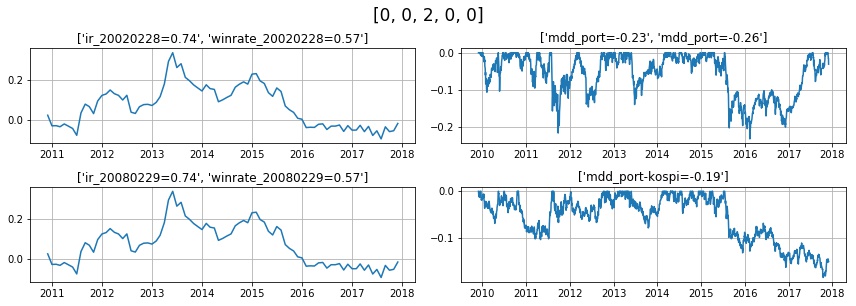 [0, 0, 2, 0, 0]
['ir_20020228=0.74', 'winrate_20020228=0.57']
0.2
0.0
2011 2012 2013 2014 2015 2016 2017 2018
['mdd_port=-0.23', 'mdd_port=-0.26']
0.0
−0.1
−0.2
2010 2011 2012 2013 2014 2015 2016 2017 2018
['ir_20080229=0.74', 'winrate_20080229=0.57']
0.2
0.0
2011 2012 2013 2014 2015 2016 2017 2018
['mdd_port-kospi=-0.19']
0.0
−0.1
2010 2011 2012 2013 2014 2015 2016 2017 2018